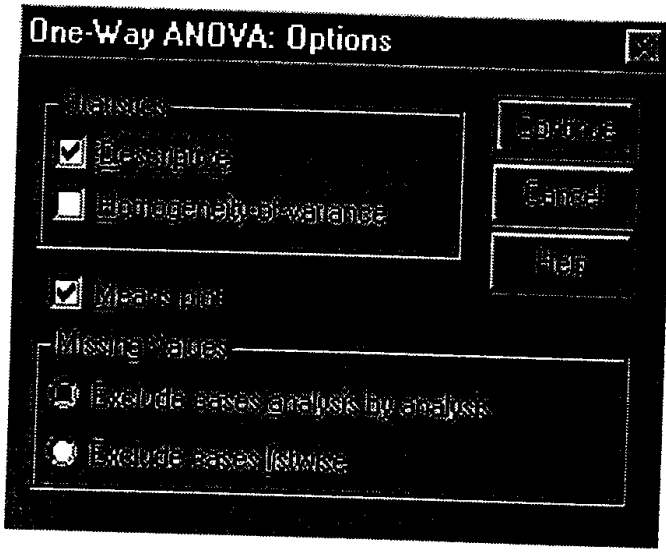 One-Way ANOVA: Options
Statistics
Continue
Descriptive
Cancel
Homogeneity-of-variance
Help
Means plot
Missing Values
Exclude cases analysis by analysis
Exclude cases listwise